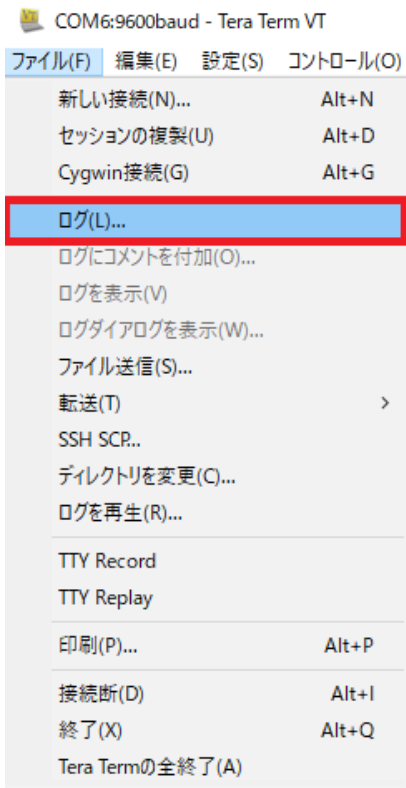 COM6:9600baud - Tera Term VT
ファイル(F) 編集(E) 設定(S) コントロール(O)
新しい接続(N)... Alt+N
セッションの複製(U) Alt+D
Cygwin接続(G) Alt+G
ログ(L)...
ログにコメントを付加(O)...
ログを表示(V)
ログダイアログを表示(W)...
ファイル送信(S)...
転送(T) >
SSH SCP...
ディレクトリを変更(C)...
ログを再生(R)...
TTY Record
TTY Replay
印刷(P)... Alt+P
接続断(D) Alt+I
終了(X) Alt+Q
Tera Termの全終了(A)